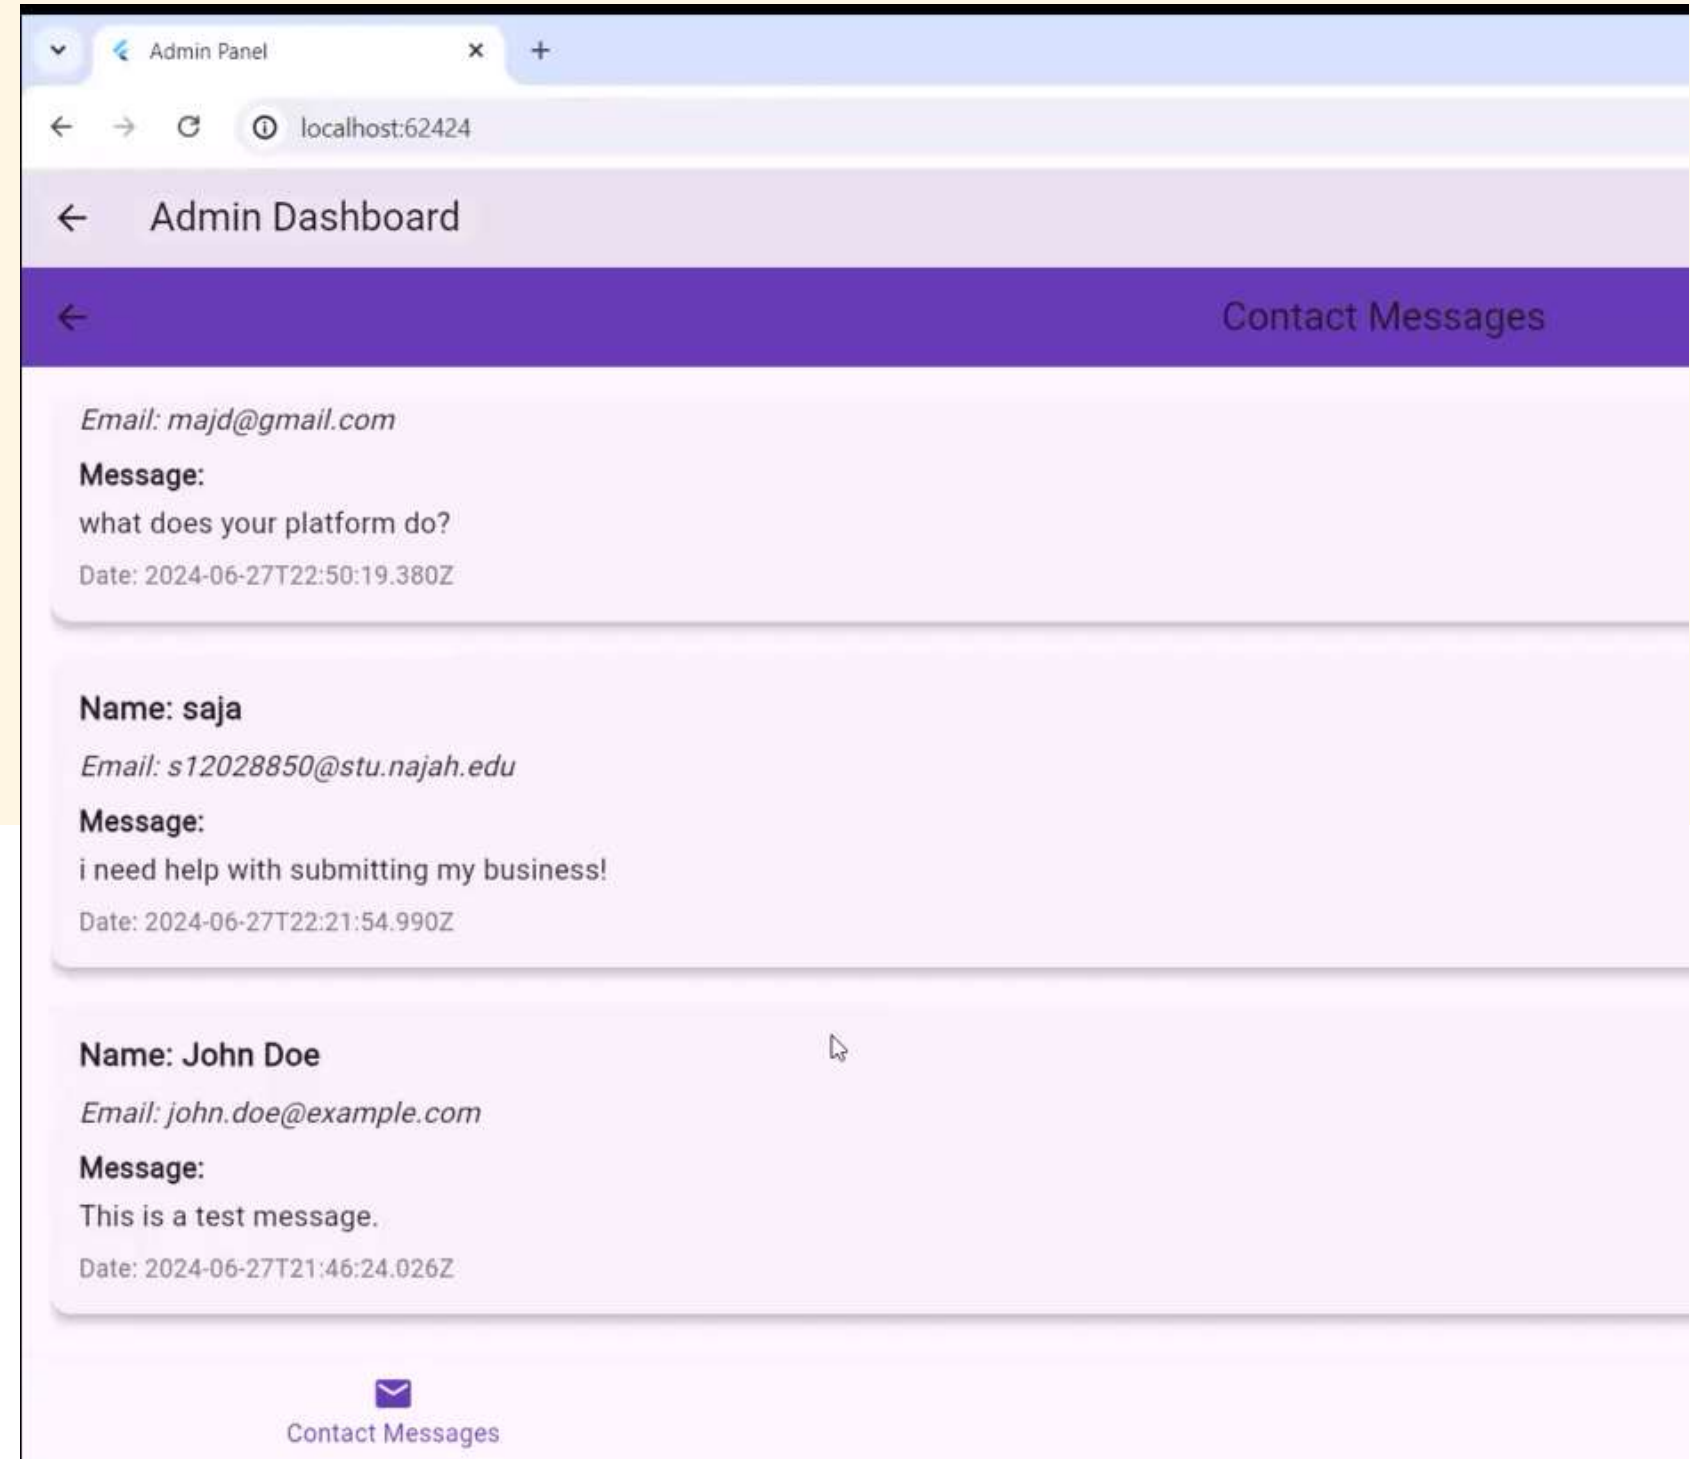 Admin Panel
localhost:62424
Admin Dashboard
Contact Messages
Email: majd@gmail.com
Message:
what does your platform do?
Date: 2024-06-27T22:50:19.380Z
Name: saja
Email: s12028850@stu.najah.edu
Message:
i need help with submitting my business!
Date: 2024-06-27T22:21:54.990Z
Name: John Doe
Email: john.doe@example.com
Message:
This is a test message.
Date: 2024-06-27T21:46:24.026Z
Contact Messages